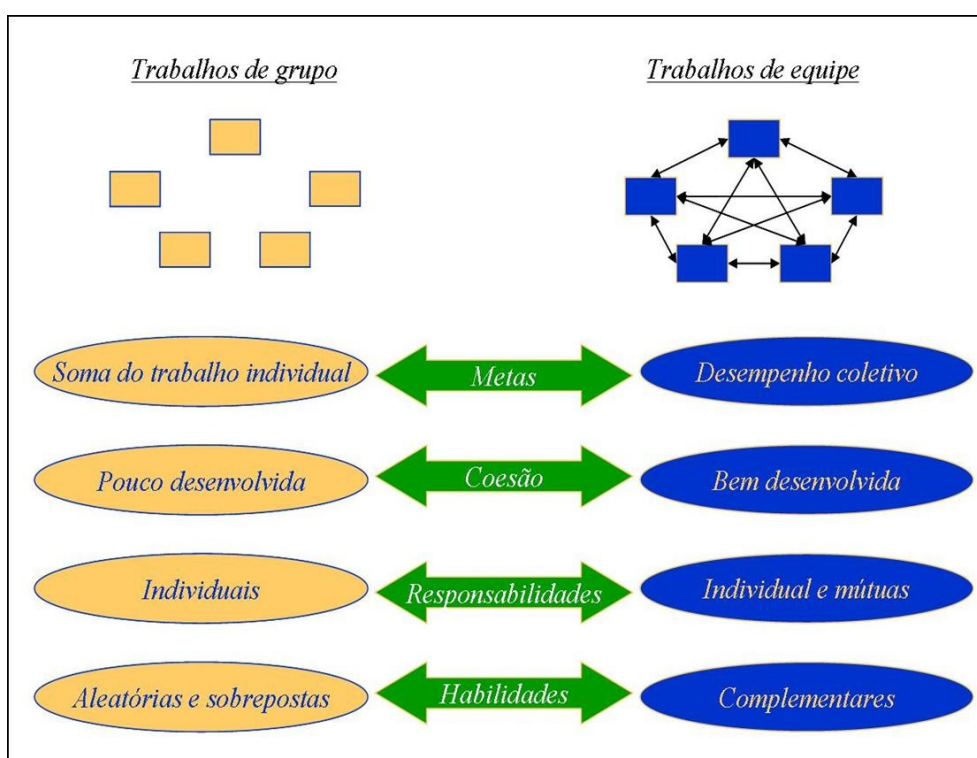 Trabalhos de grupo
Trabalhos de equipe
Soma do trabalho individual
Metas
Desempenho coletivo
Pouco desenvolvida
Coesão
Bem desenvolvida
Individuais
Responsabilidades
Individual e mútuas
Aleatórias e sobrepostas
Habilidades
Complementares